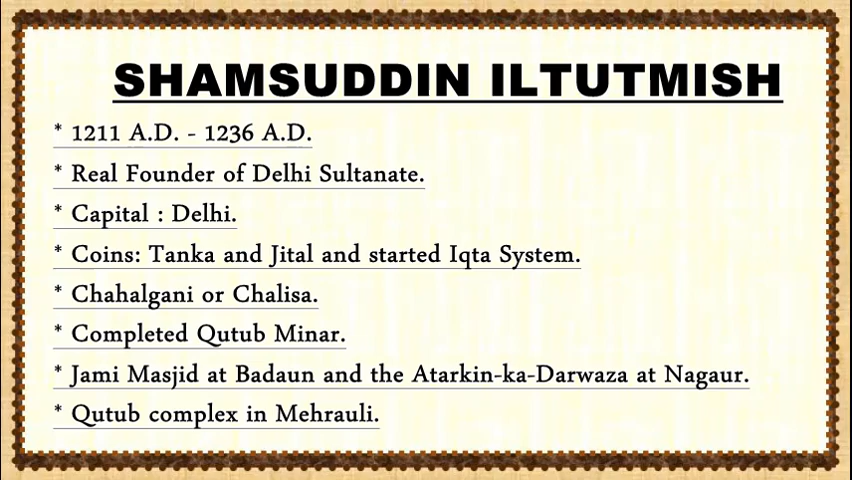 SHAMSUDDIN ILTUTMISH
* 1211 A.D. - 1236 A.D.
* Real Founder of Delhi Sultanate.
* Capital : Delhi.
* Coins: Tanka and Jital and started Iqta System.
* Chahalgani or Chalisa.
* Completed Qutub Minar.
* Jami Masjid at Badaun and the Atarkin-ka-Darwaza at Nagaur.
* Qutub complex in Mehrauli.